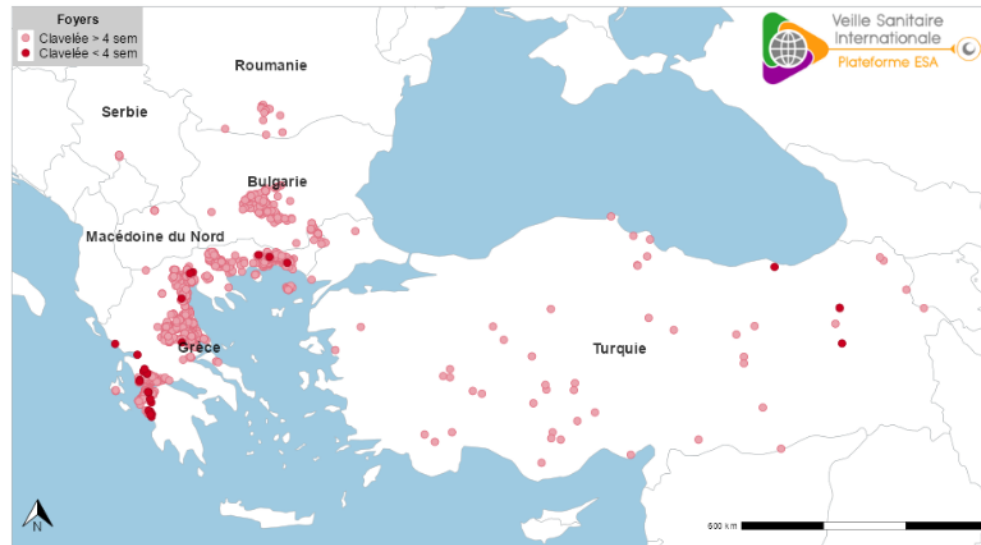 Foyers
Clavelée > 4 sem
Clavelée < 4 sem
Veille Sanitaire
Internationale
Plateforme ESA
Roumanie
Serbie
Bulgarie
Macédoine du Nord
Grèce
Turquie
N
600 km